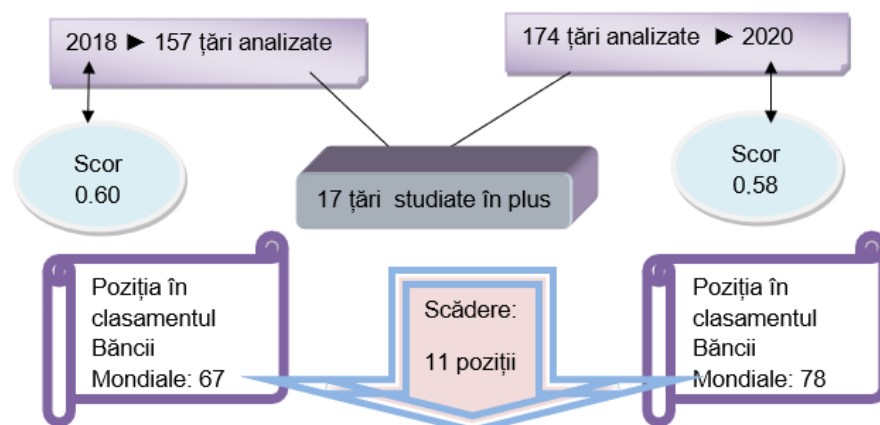 2018 ► 157 țări analizate
174 țări analizate ► 2020
Scor
0.60
17 țări studiate în plus
Scor
0.58
Poziția în
clasamentul
Băncii
Mondiale: 67
Scădere:
11 poziții
Poziția în
clasamentul
Băncii
Mondiale: 78